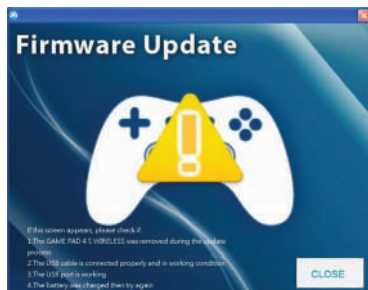 Firmware Update
If this screen appears, please check if:
1.The GAME PAD 4 S WIRELESS was removed during the update
process
2.The USB cable is connected properly and in working condition
3.The USB port is working
4.The battery was charged then try again
CLOSE